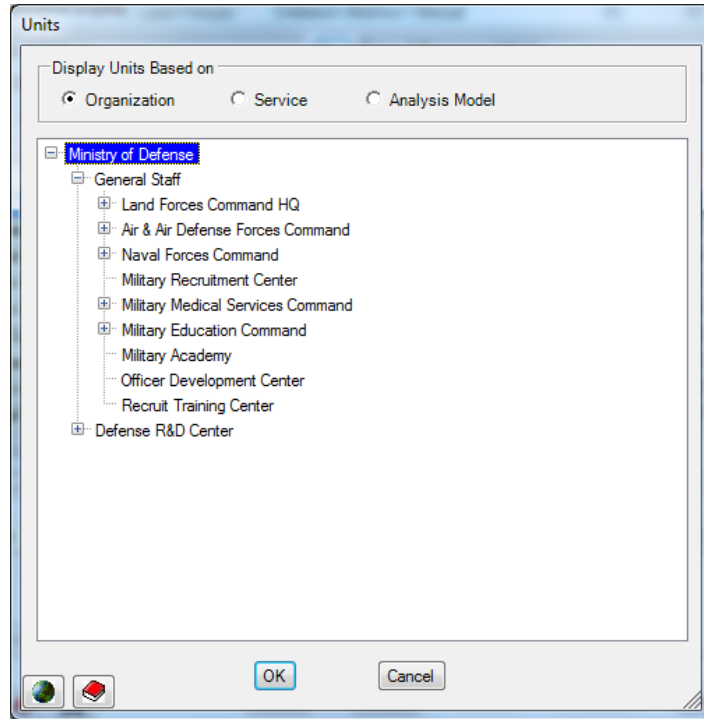 Units
Display Units Based on
Organization Service Analysis Model
Ministry of Defense
General Staff
Land Forces Command HQ
Air & Air Defense Forces Command
Naval Forces Command
Military Recruitment Center
Military Medical Services Command
Military Education Command
Military Academy
Officer Development Center
Recruit Training Center
Defense R&D Center
OK Cancel